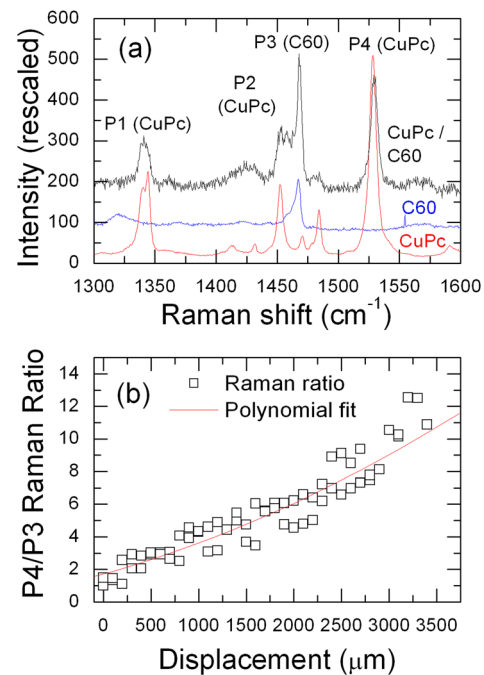 600
500
400
300
200
100
0
Intensity (rescaled)
(a)
P3 (C60)
P4 (CuPc)
P2
(CuPc)
P1 (CuPc)
CuPc /
C60
C60
CuPc
1300 1350 1400 1450 1500 1550 1600
Raman shift (cm-1)
14
12
10
8
6
4
2
0
P4/P3 Raman Ratio
(b)
Raman ratio
Polynomial fit
0 500 1000 1500 2000 2500 3000 3500
Displacement (μm)